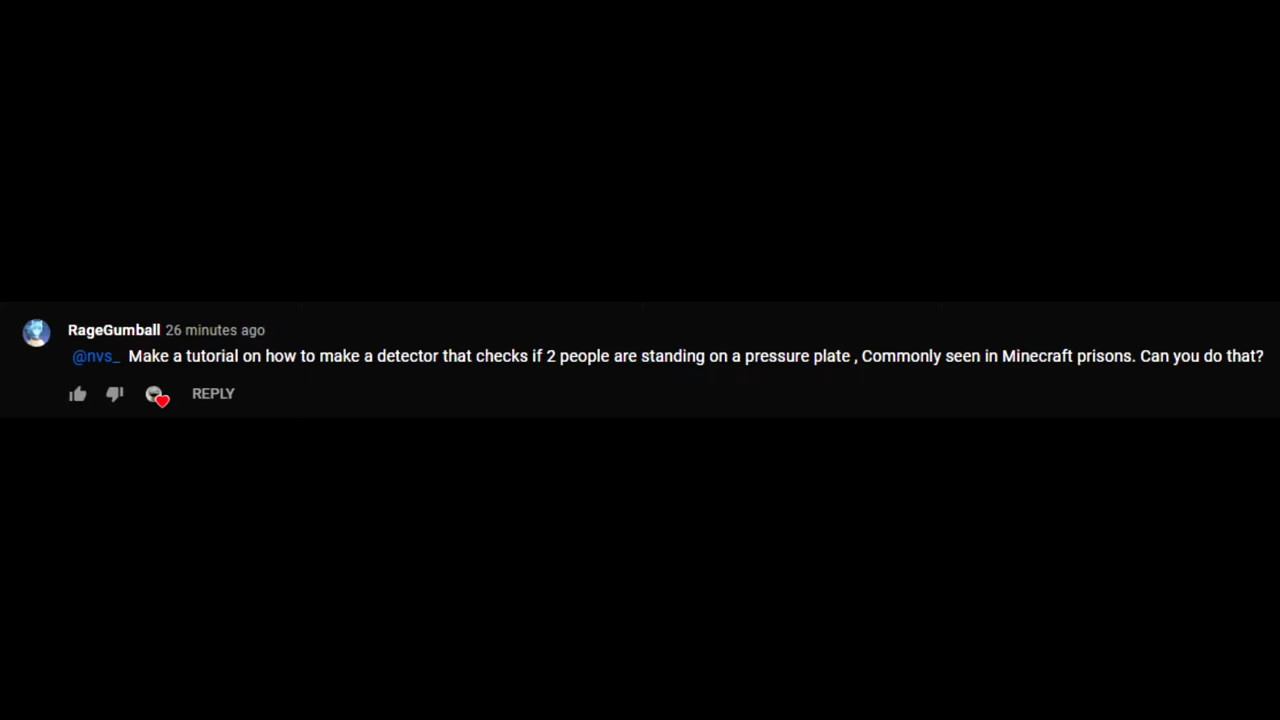 RageGumball 26 minutes ago
@nvs_ Make a tutorial on how to make a detector that checks if 2 people are standing on a pressure plate , Commonly seen in Minecraft prisons. Can you do that?
REPLY